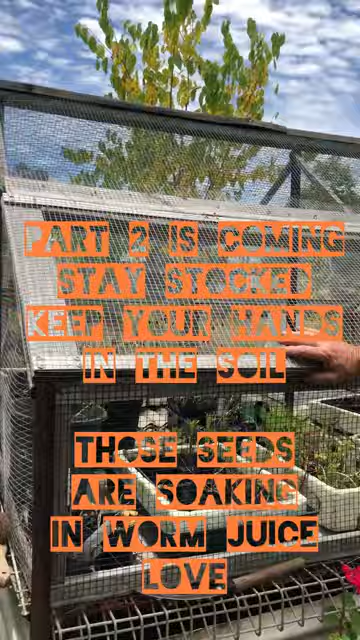 PART 2 IS COMING
STAY STOCKED
KEEP YOUR HANDS
IN THE SOIL
THOSE SEEDS
ARE SOAKING
IN WORM JUICE
LOVE